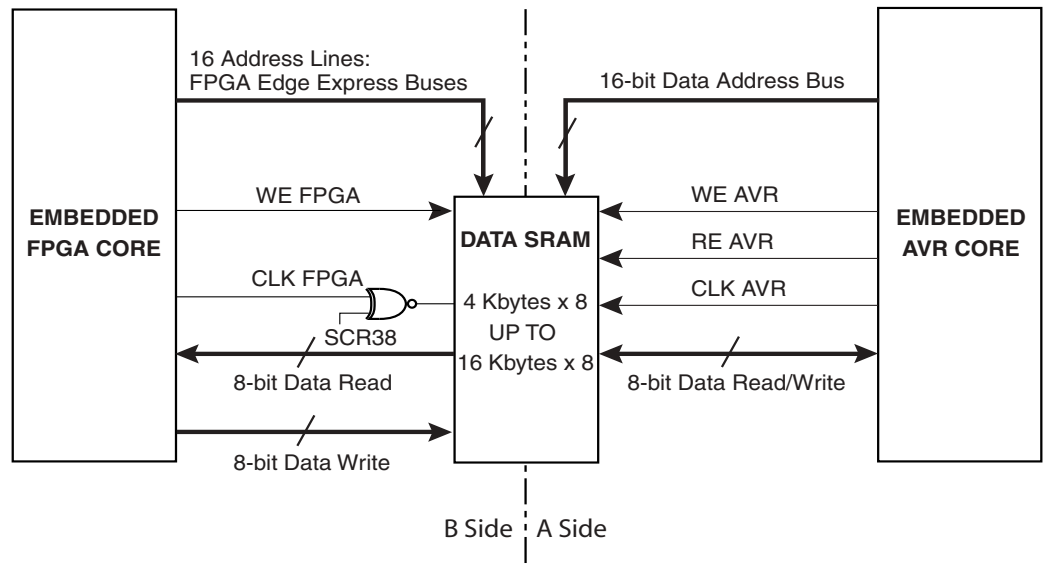 16 Address Lines:
FPGA Edge Express Buses
16-bit Data Address Bus
EMBEDDED
FPGA CORE
WE FPGA
CLK FPGA
SCR38
8-bit Data Read
8-bit Data Write
DATA SRAM
4 Kbytes x 8
UP TO
16 Kbytes x 8
WE AVR
RE AVR
CLK AVR
8-bit Data Read/Write
EMBEDDED
AVR CORE
B Side
A Side